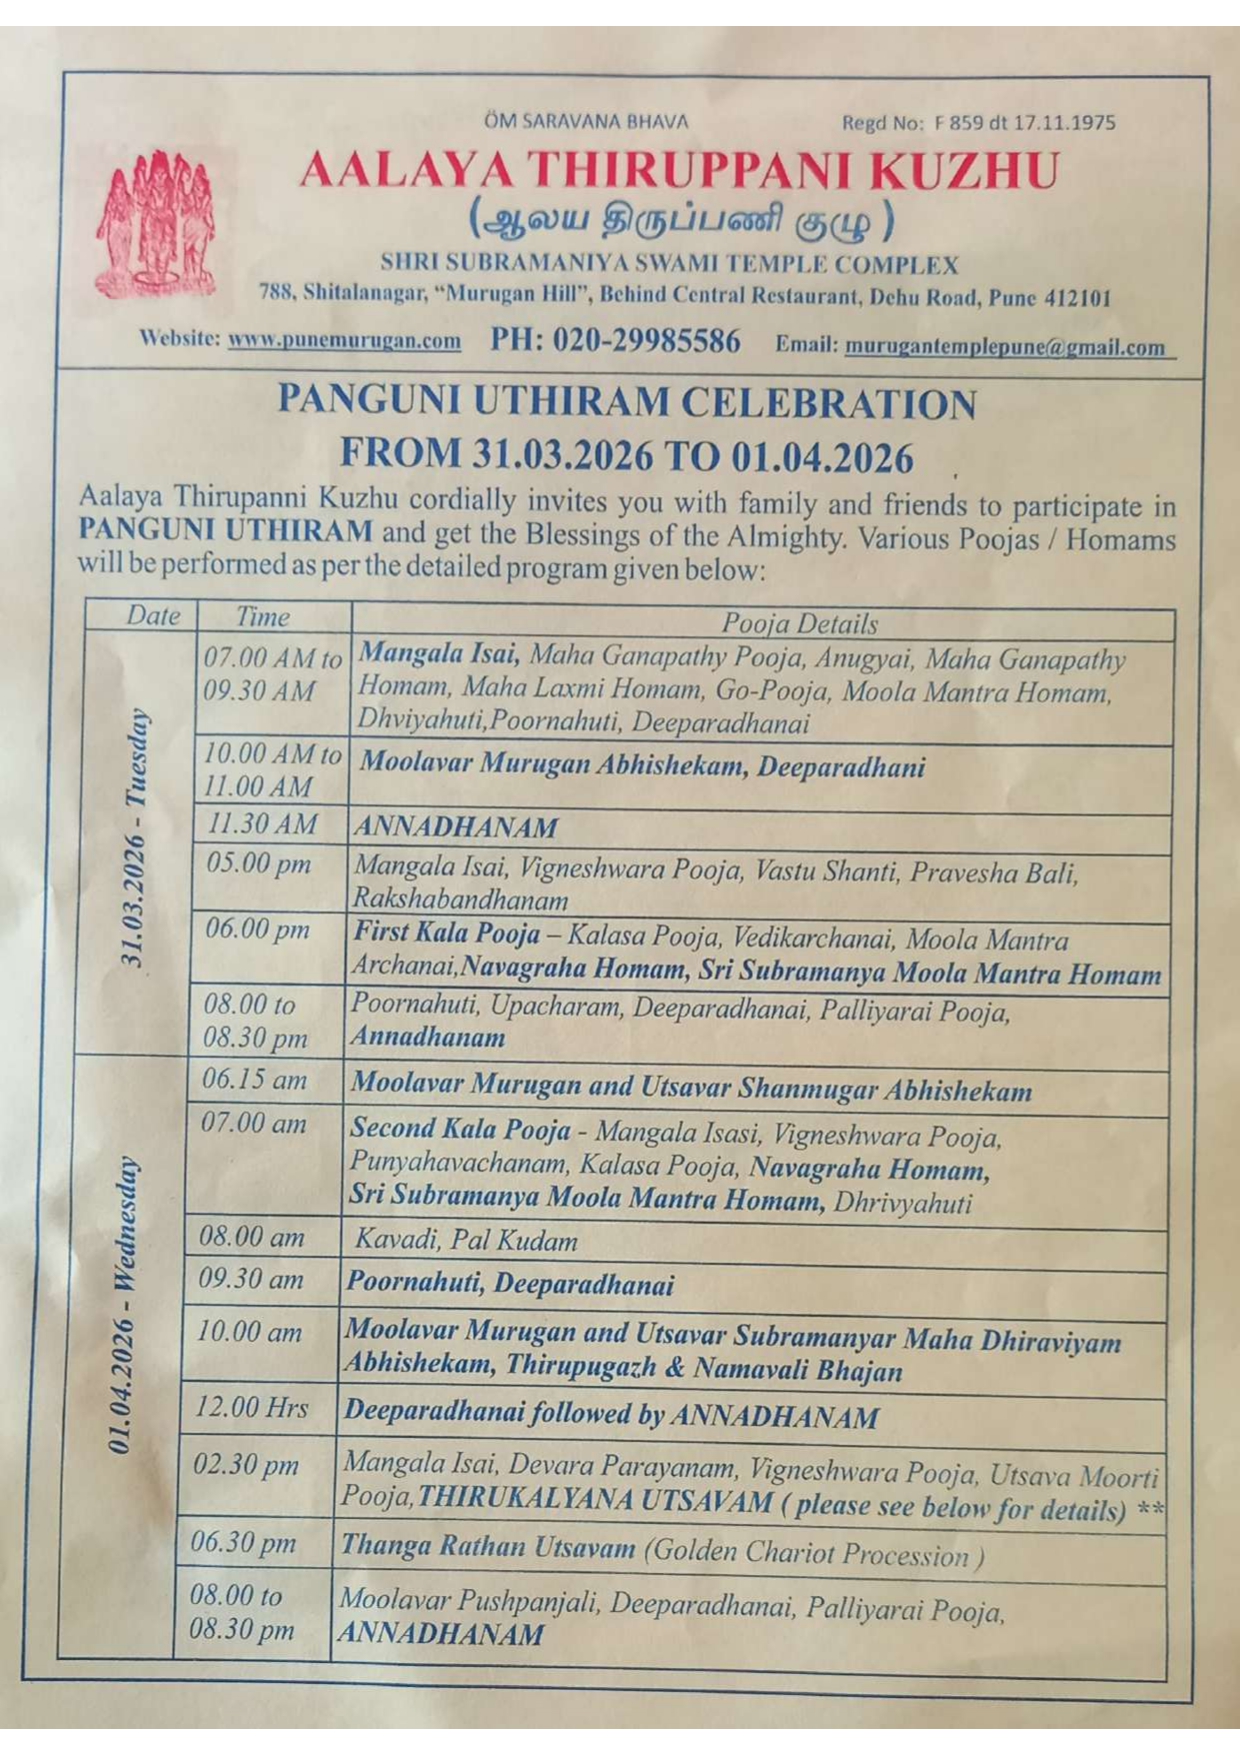 ÖM SARAVANA BHAVA
Regd No: F 859 dt 17.11.1975
AALAYA THIRUPPANI KUZHU
(ஆலய திருப்பணி குழு )
SHRI SUBRAMANIYA SWAMI TEMPLE COMPLEX
788, Shitalanagar, “Murugan Hill”, Behind Central Restaurant, Dehu Road, Pune 412101
Website: www.punemurugan.com PH: 020-29985586 Email: murugantemplepune@gmail.com
PANGUNI UTHIRAM CELEBRATION
FROM 31.03.2026 TO 01.04.2026
Aalaya Thirupanni Kuzhu cordially invites you with family and friends to participate in
PANGUNI UTHIRAM and get the Blessings of the Almighty. Various Poojas / Homams
will be performed as per the detailed program given below:
Date Time Pooja Details
31.03.2026 - Tuesday
07.00 AM to
09.30 AM
Mangala Isai, Maha Ganapathy Pooja, Anugyai, Maha Ganapathy
Homam, Maha Laxmi Homam, Go-Pooja, Moola Mantra Homam,
Dhviyahuti,Poornahuti, Deeparadhanai
10.00 AM to
11.00 AM
Moolavar Murugan Abhishekam, Deeparadhani
11.30 AM
ANNADHANAM
05.00 pm
Mangala Isai, Vigneshwara Pooja, Vastu Shanti, Pravesha Bali,
Rakshabandhanam
06.00 pm
First Kala Pooja – Kalasa Pooja, Vedikarchanai, Moola Mantra
Archanai,Navagraha Homam, Sri Subramanya Moola Mantra Homam
08.00 to
08.30 pm
Poornahuti, Upacharam, Deeparadhanai, Palliyarai Pooja,
Annadhanam
01.04.2026 - Wednesday
06.15 am
Moolavar Murugan and Utsavar Shanmugar Abhishekam
07.00 am
Second Kala Pooja - Mangala Isasi, Vigneshwara Pooja,
Punyahavachanam, Kalasa Pooja, Navagraha Homam,
Sri Subramanya Moola Mantra Homam, Dhrivyahuti
08.00 am
Kavadi, Pal Kudam
09.30 am
Poornahuti, Deeparadhanai
10.00 am
Moolavar Murugan and Utsavar Subramanyar Maha Dhiraviyam
Abhishekam, Thirupugazh & Namavali Bhajan
12.00 Hrs
Deeparadhanai followed by ANNADHANAM
02.30 pm
Mangala Isai, Devara Parayanam, Vigneshwara Pooja, Utsava Moorti
Pooja,THIRUKALYANA UTSAVAM ( please see below for details) **
06.30 pm
Thanga Rathan Utsavam (Golden Chariot Procession )
08.00 to
08.30 pm
Moolavar Pushpanjali, Deeparadhanai, Palliyarai Pooja,
ANNADHANAM